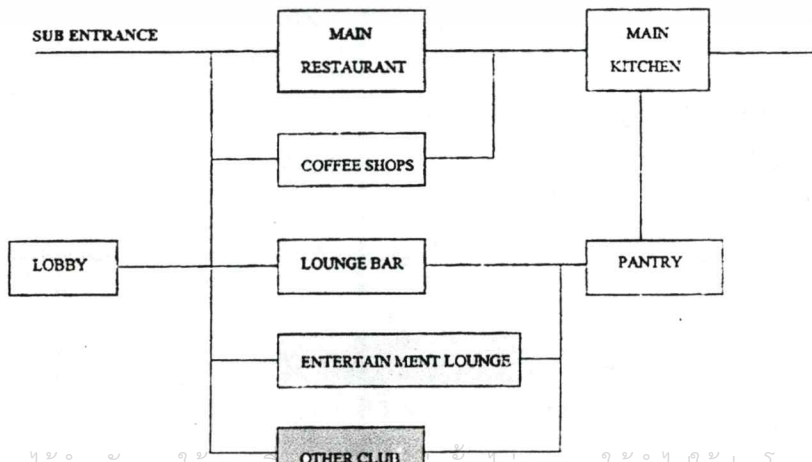 SUB ENTRANCE
MAIN
RESTAURANT
MAIN
KITCHEN
COFFEE SHOPS
LOBBY
LOUNGE BAR
PANTRY
ENTERTAIN MENT LOUNGE
OTHER CLUB